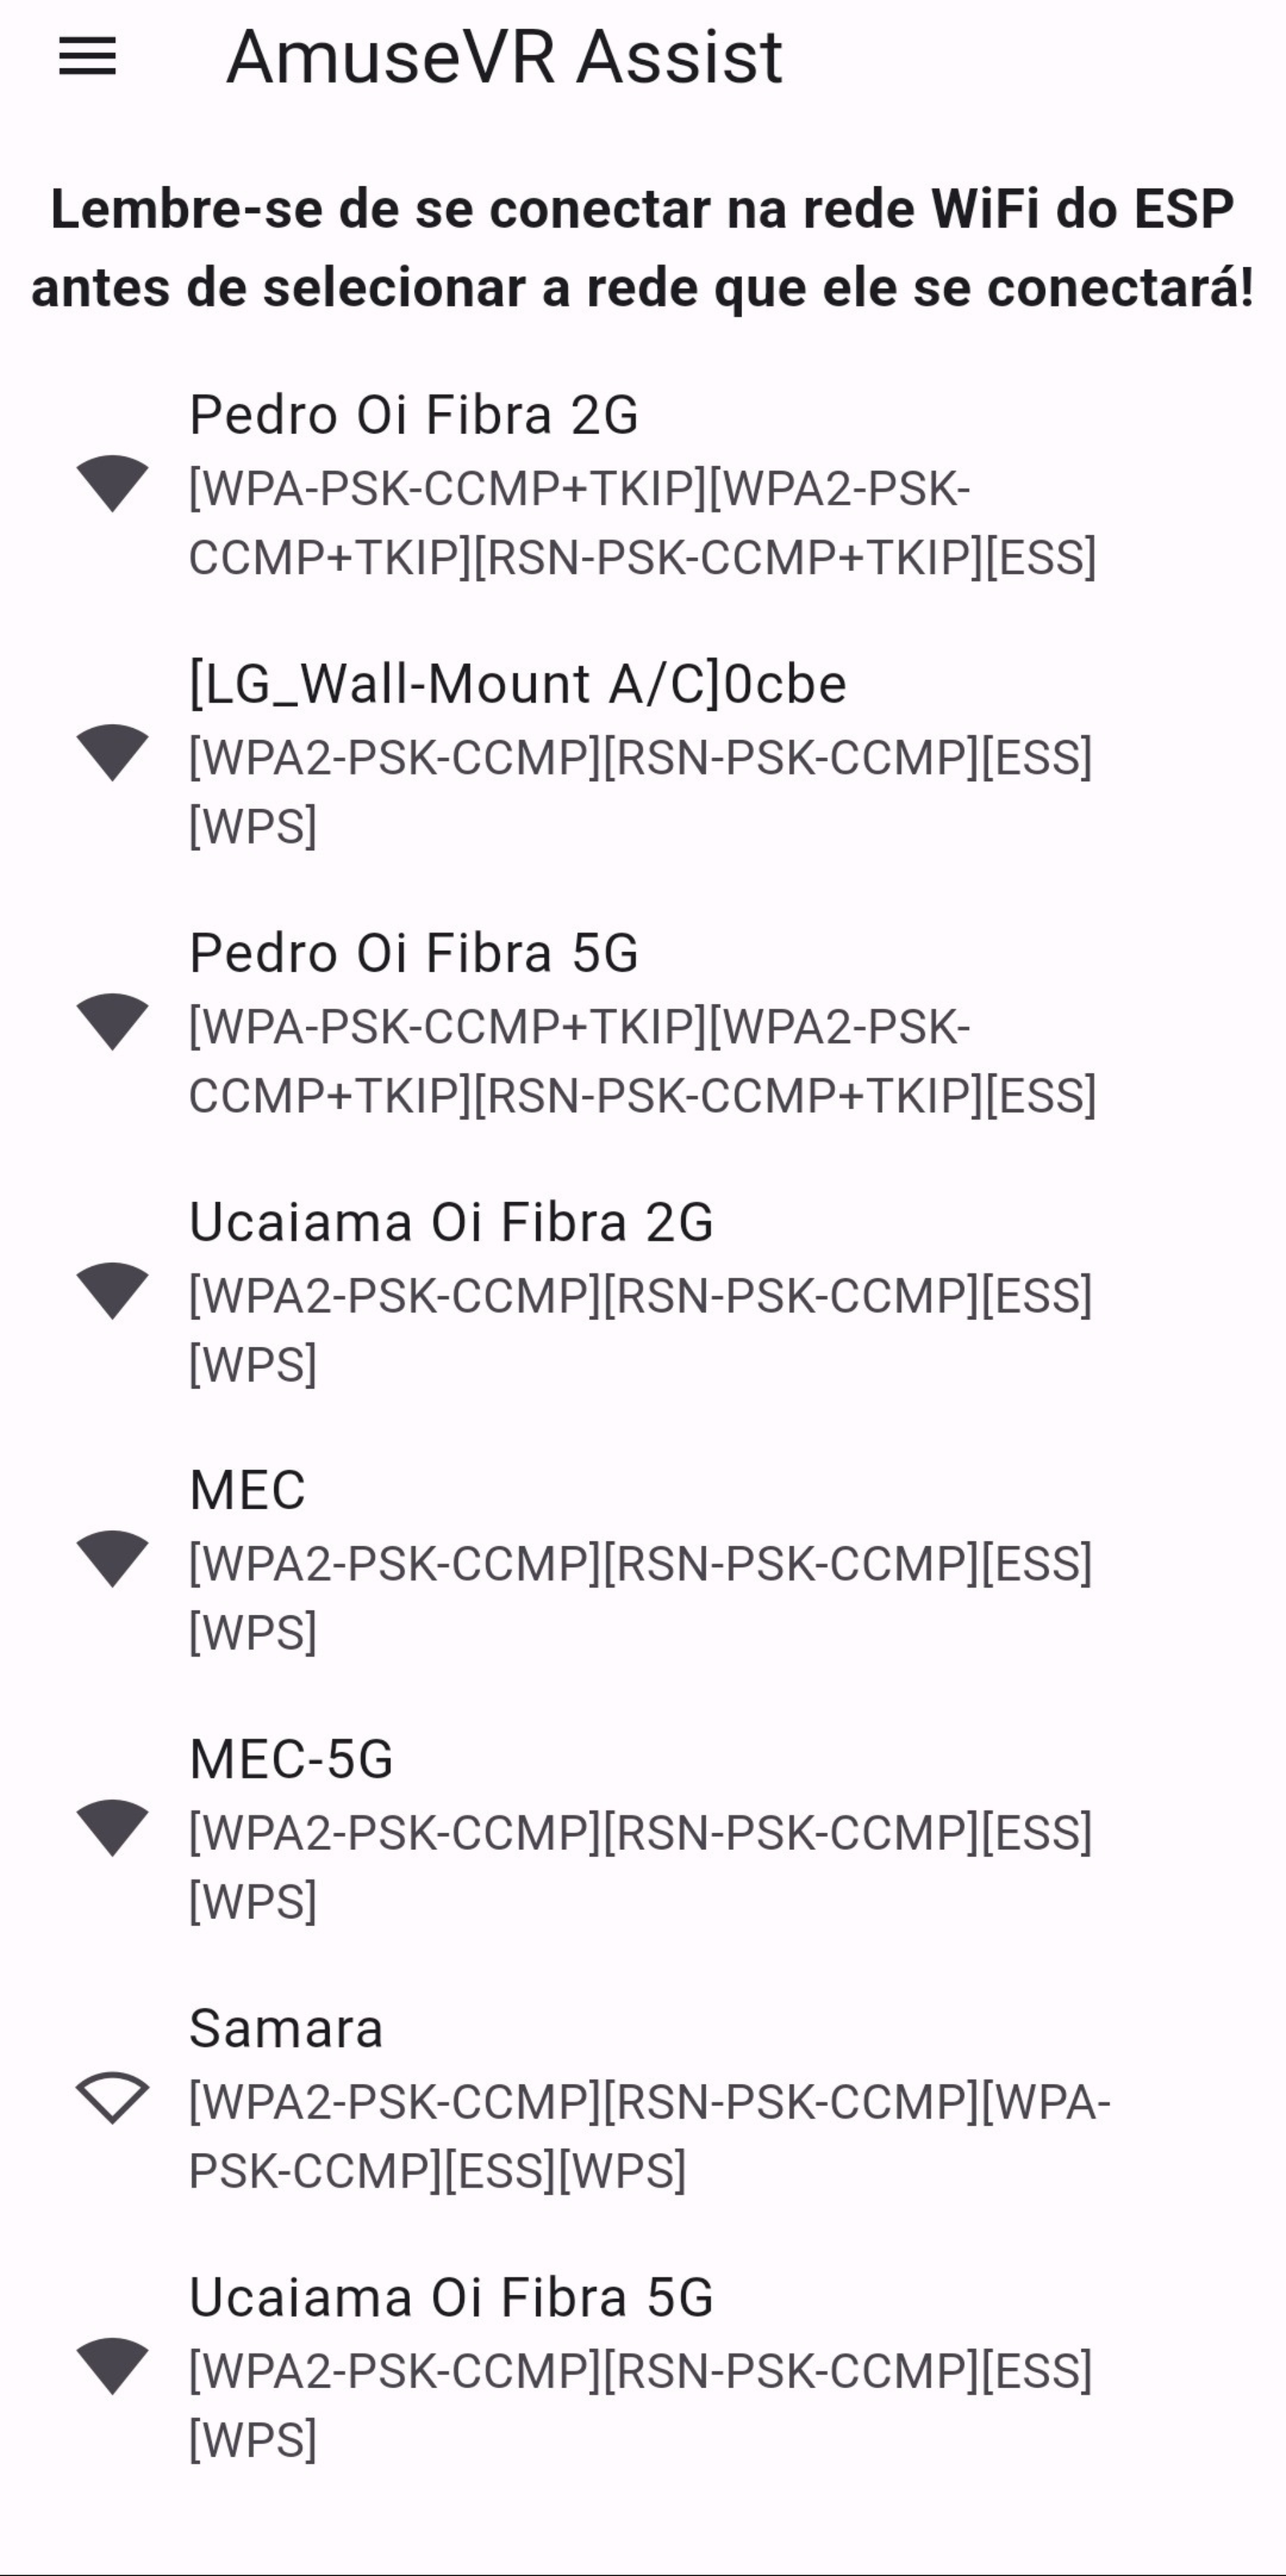 AmuseVR Assist
Lembre-se de se conectar na rede WiFi do ESP
antes de selecionar a rede que ele se conectará!
Pedro Oi Fibra 2G
[WPA-PSK-CCMP+TKIP][WPA2-PSK-
CCMP+TKIP][RSN-PSK-CCMP+TKIP][ESS]
[LG_Wall-Mount A/C]0cbe
[WPA2-PSK-CCMP][RSN-PSK-CCMP][ESS]
[WPS]
Pedro Oi Fibra 5G
[WPA-PSK-CCMP+TKIP][WPA2-PSK-
CCMP+TKIP][RSN-PSK-CCMP+TKIP][ESS]
Ucaiama Oi Fibra 2G
[WPA2-PSK-CCMP][RSN-PSK-CCMP][ESS]
[WPS]
MEC
[WPA2-PSK-CCMP][RSN-PSK-CCMP][ESS]
[WPS]
MEC-5G
[WPA2-PSK-CCMP][RSN-PSK-CCMP][ESS]
[WPS]
Samara
[WPA2-PSK-CCMP][RSN-PSK-CCMP][WPA-
PSK-CCMP][ESS][WPS]
Ucaiama Oi Fibra 5G
[WPA2-PSK-CCMP][RSN-PSK-CCMP][ESS]
[WPS]